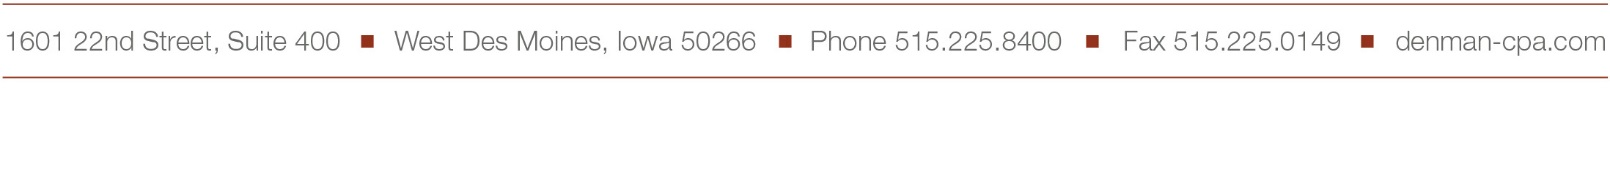 1601 22nd Street, Suite 400 ■ West Des Moines, Iowa 50266 ■ Phone 515.225.8400 ■ Fax 515.225.0149 ■ denman-cpa.com